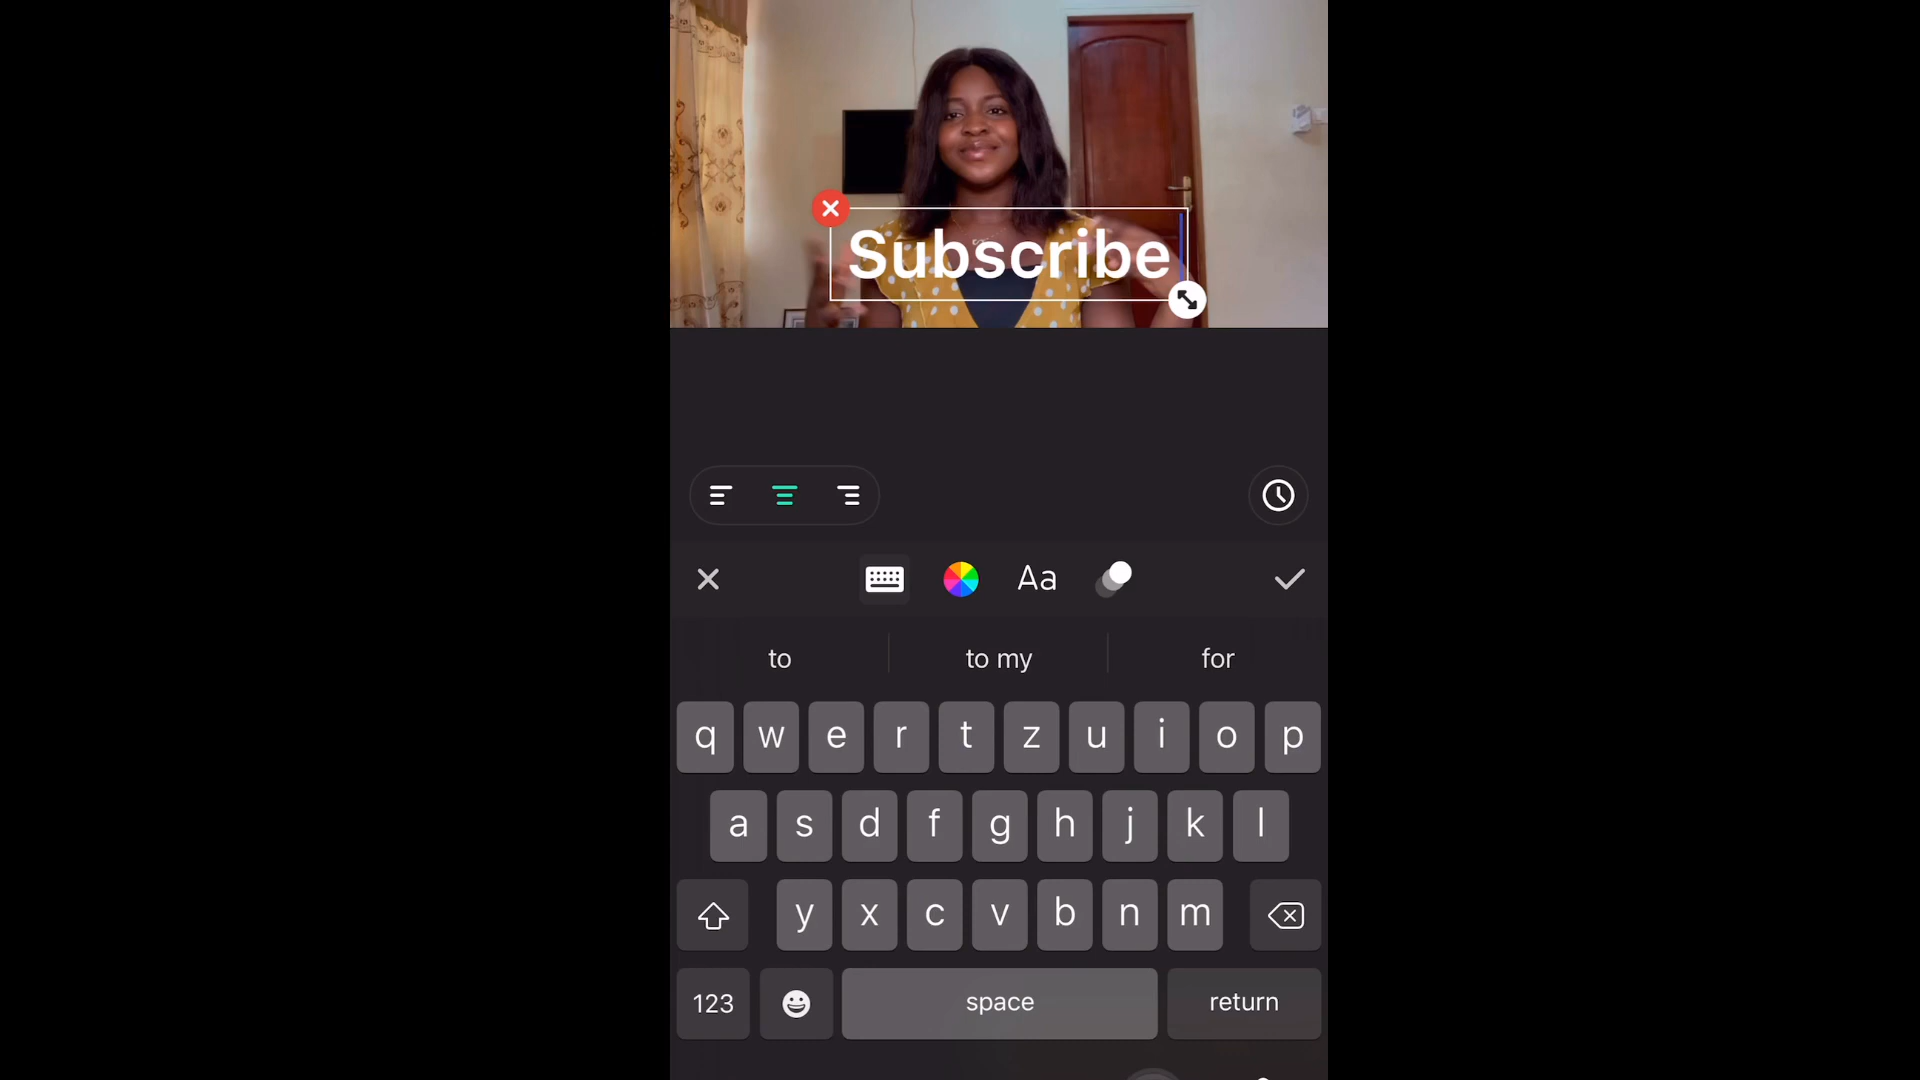 Subscribe
Aa
to to my for
q w e r t z u i o p
a s d f g h j k l
y x c v b n m
123 space return